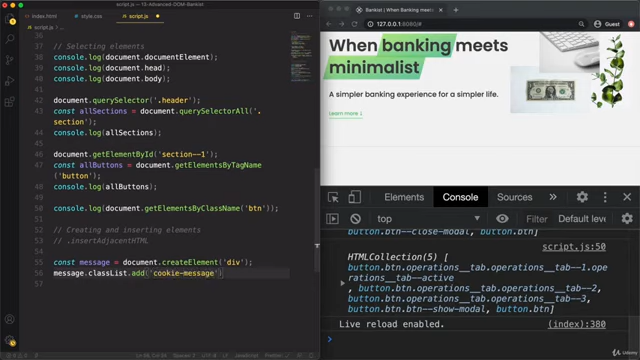 index.html
style.css
script.js
Bankist | When Banking meets
127.0.0.1:8080/#
Guest
script.js
36
37 // Selecting elements
38 console.log(document.documentElement);
39 console.log(document.head);
40 console.log(document.body);
41
42 document.querySelector('.header');
43 const allSections = document.querySelectorAll('.
section');
44 console.log(allSections);
45
46 document.getElementById('section--1');
47 const allButtons = document.getElementsByTagName
('button');
48 console.log(allButtons);
49
50 console.log(document.getElementsByClassName('btn'));
51
52 // Creating and inserting elements
53 // .insertAdjacentHTML
54
55 const message = document.createElement('div');
56 message.classList.add('cookie-message')
57
When banking meets
minimalist
A simpler banking experience for a simpler life.
Learn more ↓
Elements
Console
Sources
»
top
Filter
Default leve
button.btn--close-modal, button.btn]
script.js:50
HTMLCollection(5) [
button.btn.operations__tab.operations__tab--1.ope
rations__tab--active
, button.btn.operations__tab.operations__tab--2,
button.btn.operations__tab.operations__tab--3,
button.btn.btn--show-modal, button.btn]
Live reload enabled.
(index):380
Udemy